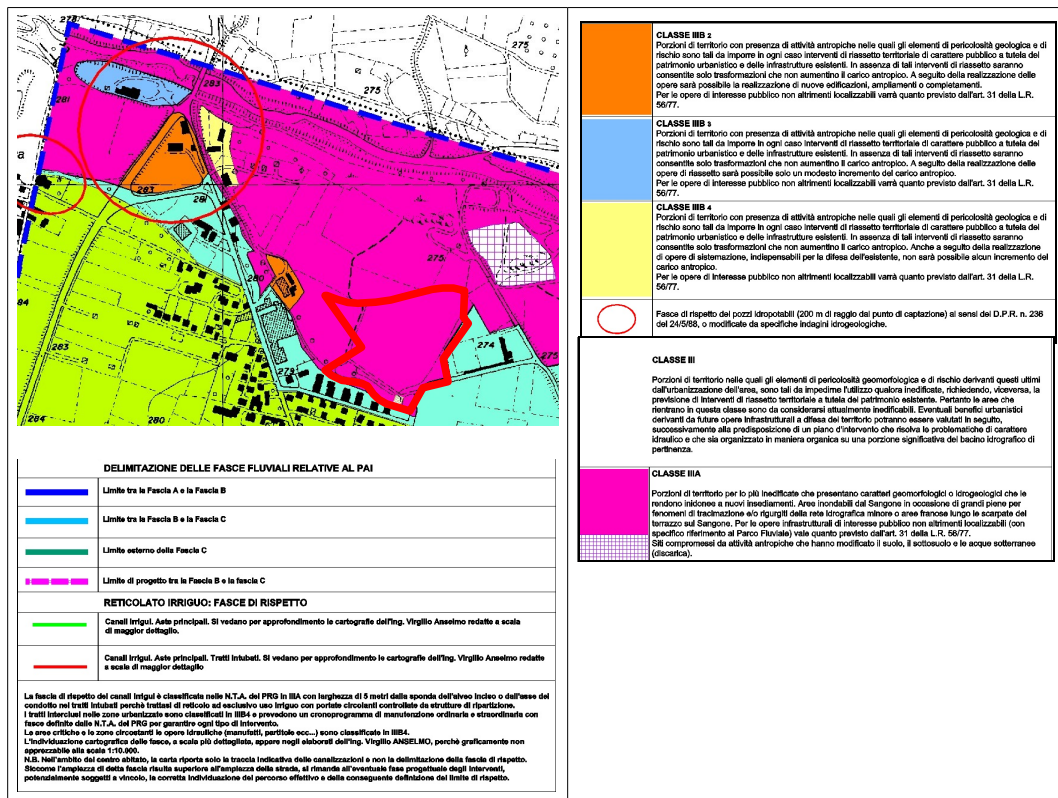 276
275
275
283
281
a
283
281
275
280
84
283
274
279
275
284
280
DELIMITAZIONE DELLE FASCE FLUVIALI RELATIVE AL PAI
Limite tra la Fascia A e la Fascia B
Limite tra la Fascia B e la Fascia C
Limite esterno della Fascia C
Limite di progetto tra la Fascia B e la fascia C
RETICOLATO IRRIGUO: FASCE DI RISPETTO
Canali irrigui. Aste principali. Si vedano per approfondimento le cartografie dell'ing. Virgilio Anselmo redatte a scala
di maggior dettaglio.
Canali irrigui. Aste principali. Tratti intubati. Si vedano per approfondimento le cartografie dell'ing. Virgilio Anselmo redatte
a scala di maggior dettaglio
La fascia di rispetto dei canali irrigui è classificata nelle N.T.A. del PRG in IIIA con larghezza di 5 metri dalla sponda dell'alveo inciso o dall'asse del
condotto nei tratti intubati perchè trattasi di reticolo ad esclusivo uso irriguo con portate circolanti controllate da strutture di ripartizione.
I tratti interclusi nelle zone urbanizzate sono classificati in IIIB4 e prevedono un cronoprogramma di manutenzione ordinaria e straordinaria con
fasce definite dalle N.T.A. del PRG per garantire ogni tipo di intervento.
Le aree critiche e le zone circostanti le opere idrauliche (manufatti, partitoie ecc...) sono classificate in IIIB4.
L'individuazione cartografica delle fasce, a scala più dettagliata, appare negli elaborati dell'ing. Virgilio ANSELMO, perchè graficamente non
apprezzabile alla scala 1:10.000.
N.B. Nell'ambito del centro abitato, la carta riporta solo la traccia indicativa delle canalizzazioni e non la delimitazione della fascia di rispetto.
Siccome l'ampiezza di detta fascia risulta superiore all'ampiezza della strada, si rimanda all'eventuale fase progettuale degli interventi,
potenzialmente soggetti a vincolo, la corretta individuazione del percorso effettivo e della conseguente definizione del limite di rispetto.
CLASSE IIIB 2
Porzioni di territorio con presenza di attività antropiche nelle quali gli elementi di pericolosità geologica e di
rischio sono tali da imporre in ogni caso interventi di riassetto territoriale di carattere pubblico a tutela del
patrimonio urbanistico e delle infrastrutture esistenti. In assenza di tali interventi di riassetto saranno
consentite solo trasformazioni che non aumentino il carico antropico. A seguito della realizzazione delle
opere sarà possibile la realizzazione di nuove edificazioni, ampliamenti o completamenti.
Per le opere di interesse pubblico non altrimenti localizzabili varrà quanto previsto dall'art. 31 della L.R.
56/77.
CLASSE IIIB 3
Porzioni di territorio con presenza di attività antropiche nelle quali gli elementi di pericolosità geologica e di
rischio sono tali da imporre in ogni caso interventi di riassetto territoriale di carattere pubblico a tutela del
patrimonio urbanistico e delle infrastrutture esistenti. In assenza di tali interventi di riassetto saranno
consentite solo trasformazioni che non aumentino il carico antropico. A seguito della realizzazione delle
opere di riassetto sarà possibile solo un modesto incremento del carico antropico.
Per le opere di interesse pubblico non altrimenti localizzabili varrà quanto previsto dall'art. 31 della L.R.
56/77.
CLASSE IIIB 4
Porzioni di territorio con presenza di attività antropiche nelle quali gli elementi di pericolosità geologica e di
rischio sono tali da imporre in ogni caso interventi di riassetto territoriale di carattere pubblico a tutela del
patrimonio urbanistico e delle infrastrutture esistenti. In assenza di tali interventi di riassetto saranno
consentite solo trasformazioni che non aumentino il carico antropico. Anche a seguito della realizzazione
di opere di sistemazione, indispensabili per la difesa dell'esistente, non sarà possibile alcun incremento del
carico antropico.
Per le opere di interesse pubblico non altrimenti localizzabili varrà quanto previsto dall'art. 31 della L.R.
56/77.
Fasce di rispetto dei pozzi idropotabili (200 m di raggio dal punto di captazione) ai sensi del D.P.R. n. 236
del 24/5/88, o modificate da specifiche indagini idrogeologiche.
CLASSE III
Porzioni di territorio nelle quali gli elementi di pericolosità geomorfologica e di rischio derivanti questi ultimi
dall'urbanizzazione dell'area, sono tali da impedirne l'utilizzo qualora inedificate, richiedendo, viceversa, la
previsione di interventi di riassetto territoriale a tutela del patrimonio esistente. Pertanto le aree che
rientrano in questa classe sono da considerarsi attualmente inedificabili. Eventuali benefici urbanistici
derivanti da future opere infrastrutturali a difesa del territorio potranno essere valutati in seguito,
successivamente alla predisposizione di un piano d'intervento che risolva le problematiche di carattere
idraulico e che sia organizzato in maniera organica su una porzione significativa del bacino idrografico di
pertinenza.
CLASSE IIIA
Porzioni di territorio per lo più inedificate che presentano caratteri geomorfologici o idrogeologici che le
rendono inidonee a nuovi insediamenti. Aree inondabili dal Sangone in occasione di grandi piene per
fenomeni di tracimazione e/o rigurgiti della rete idrografica minore o aree franose lungo le scarpate del
terrazzo sul Sangone. Per le opere infrastrutturali di interesse pubblico non altrimenti localizzabili (con
specifico riferimento al Parco Fluviale) vale quanto previsto dall'art. 31 della L.R. 56/77.
Siti compromessi da attività antropiche che hanno modificato il suolo, il sottosuolo e le acque sotterranee
(discarica).